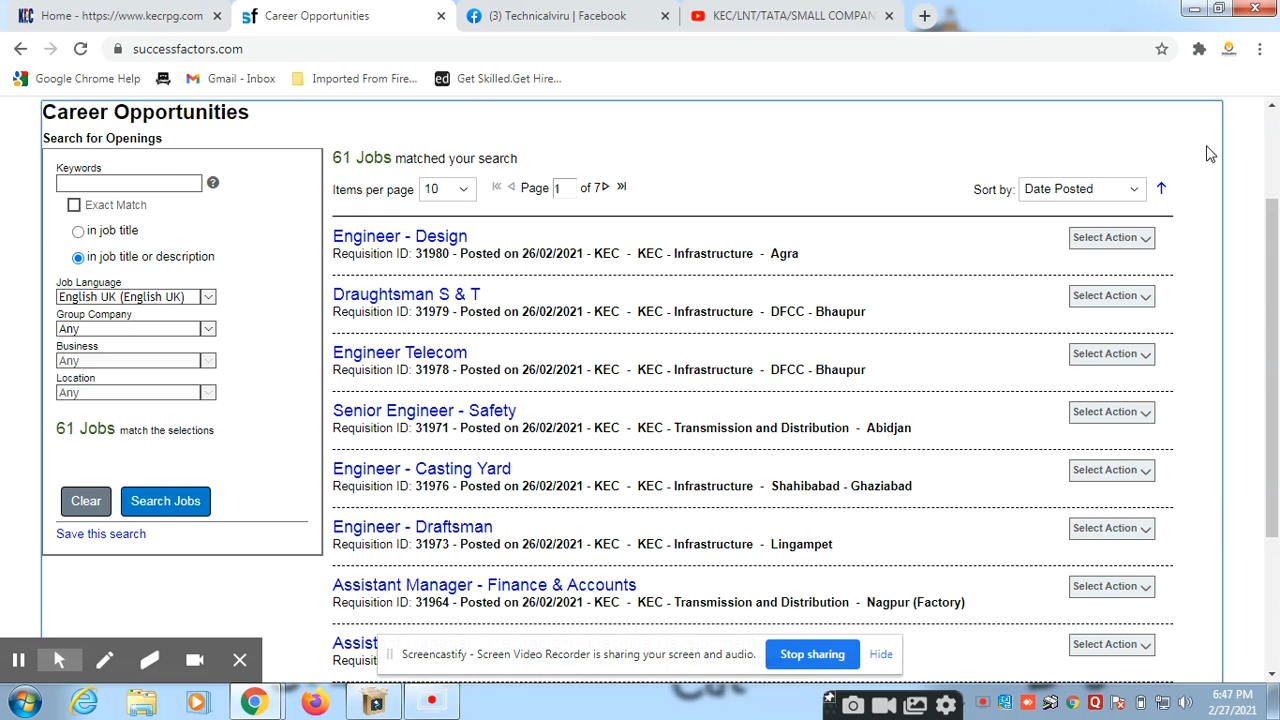 KEC Home - https://www.kecrpg.com/
sf Career Opportunities
(3) Technicalviru | Facebook
KEC/LNT/TATA/SMALL COMPAN
successfactors.com
Google Chrome Help
Gmail - Inbox
Imported From Fire...
ed Get Skilled.Get Hire...
Career Opportunities
Search for Openings
Keywords
?
Exact Match
in job title
in job title or description
Job Language
English UK (English UK)
Group Company
Any
Business
Any
Location
Any
61 Jobs match the selections
Clear Search Jobs
Save this search
61 Jobs matched your search
Items per page 10 Page 1 of 7
Sort by: Date Posted
Engineer - Design
Requisition ID: 31980 - Posted on 26/02/2021 - KEC - KEC - Infrastructure - Agra
Select Action
Draughtsman S & T
Requisition ID: 31979 - Posted on 26/02/2021 - KEC - KEC - Infrastructure - DFCC - Bhaupur
Select Action
Engineer Telecom
Requisition ID: 31978 - Posted on 26/02/2021 - KEC - KEC - Infrastructure - DFCC - Bhaupur
Select Action
Senior Engineer - Safety
Requisition ID: 31971 - Posted on 26/02/2021 - KEC - KEC - Transmission and Distribution - Abidjan
Select Action
Engineer - Casting Yard
Requisition ID: 31976 - Posted on 26/02/2021 - KEC - KEC - Infrastructure - Shahibabad - Ghaziabad
Select Action
Engineer - Draftsman
Requisition ID: 31973 - Posted on 26/02/2021 - KEC - KEC - Infrastructure - Lingampet
Select Action
Assistant Manager - Finance & Accounts
Requisition ID: 31964 - Posted on 26/02/2021 - KEC - KEC - Transmission and Distribution - Nagpur (Factory)
Select Action
Select Action
Screencastify - Screen Video Recorder is sharing your screen and audio.
Stop sharing
Hide
6:47 PM
2/27/2021